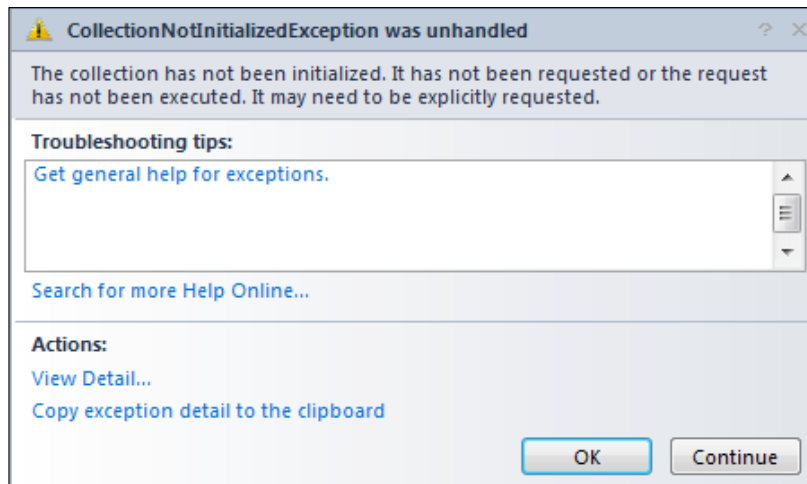 CollectionNotInitializedException was unhandled
The collection has not been initialized. It has not been requested or the request
has not been executed. It may need to be explicitly requested.
Troubleshooting tips:
Get general help for exceptions.
Search for more Help Online...
Actions:
View Detail...
Copy exception detail to the clipboard
OK Continue